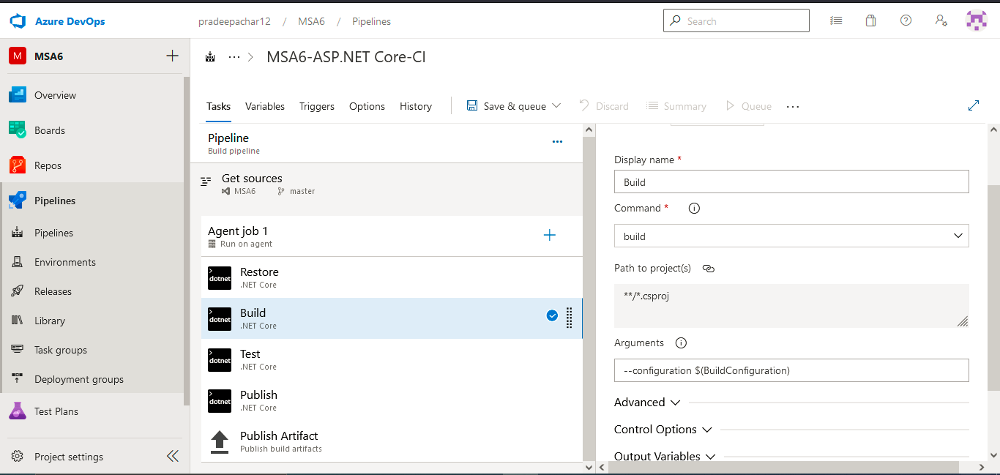 Azure DevOps
pradeepachar12 / MSA6 / Pipelines
Search
M MSA6
Overview
Boards
Repos
Pipelines
Pipelines
Environments
Releases
Library
Task groups
Deployment groups
Test Plans
Project settings
... > MSA6-ASP.NET Core-CI
Tasks Variables Triggers Options History Save & queue Discard Summary Queue ...
Pipeline
Build pipeline
...
Get sources
MSA6 master
Agent job 1
Run on agent
dotnet
Restore
.NET Core
dotnet
Build
.NET Core
dotnet
Test
.NET Core
dotnet
Publish
.NET Core
Publish Artifact
Publish build artifacts
Display name *
Build
Command *
build
Path to project(s)
**/*.csproj
Arguments
--configuration $(BuildConfiguration)
Advanced
Control Options
Output Variables